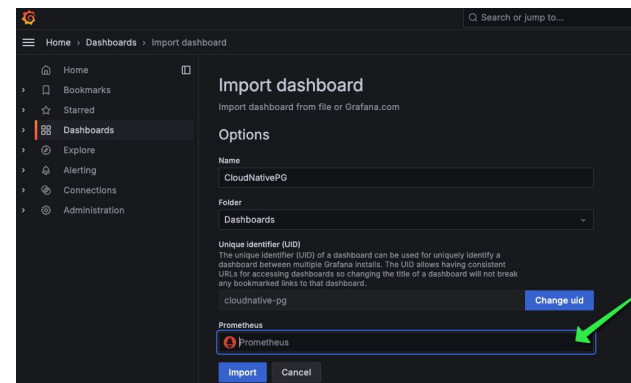 Search or jump to...
Home › Dashboards › Import dashboard
Home
Bookmarks
Starred
Dashboards
Explore
Alerting
Connections
Administration
Import dashboard
Import dashboard from file or Grafana.com
Options
Name
CloudNativePG
Folder
Dashboards
Unique identifier (UID)
The unique identifier (UID) of a dashboard can be used for uniquely identify a
dashboard between multiple Grafana installs. The UID allows having consistent
URLs for accessing dashboards so changing the title of a dashboard will not break
any bookmarked links to that dashboard.
cloudnative-pg
Change uid
Prometheus
Prometheus
Import
Cancel